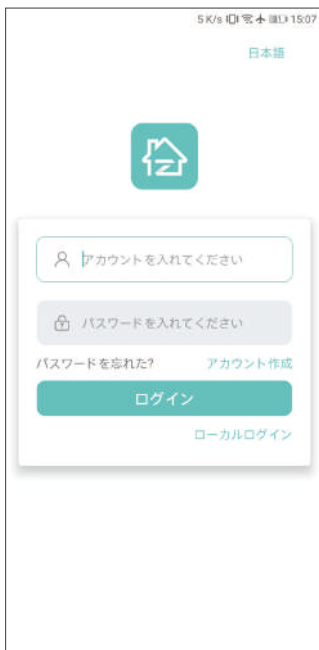 5 K/s 15:07
日本語
アカウントを入れてください
パスワードを入れてください
パスワードを忘れた? アカウント作成
ログイン
ローカルログイン